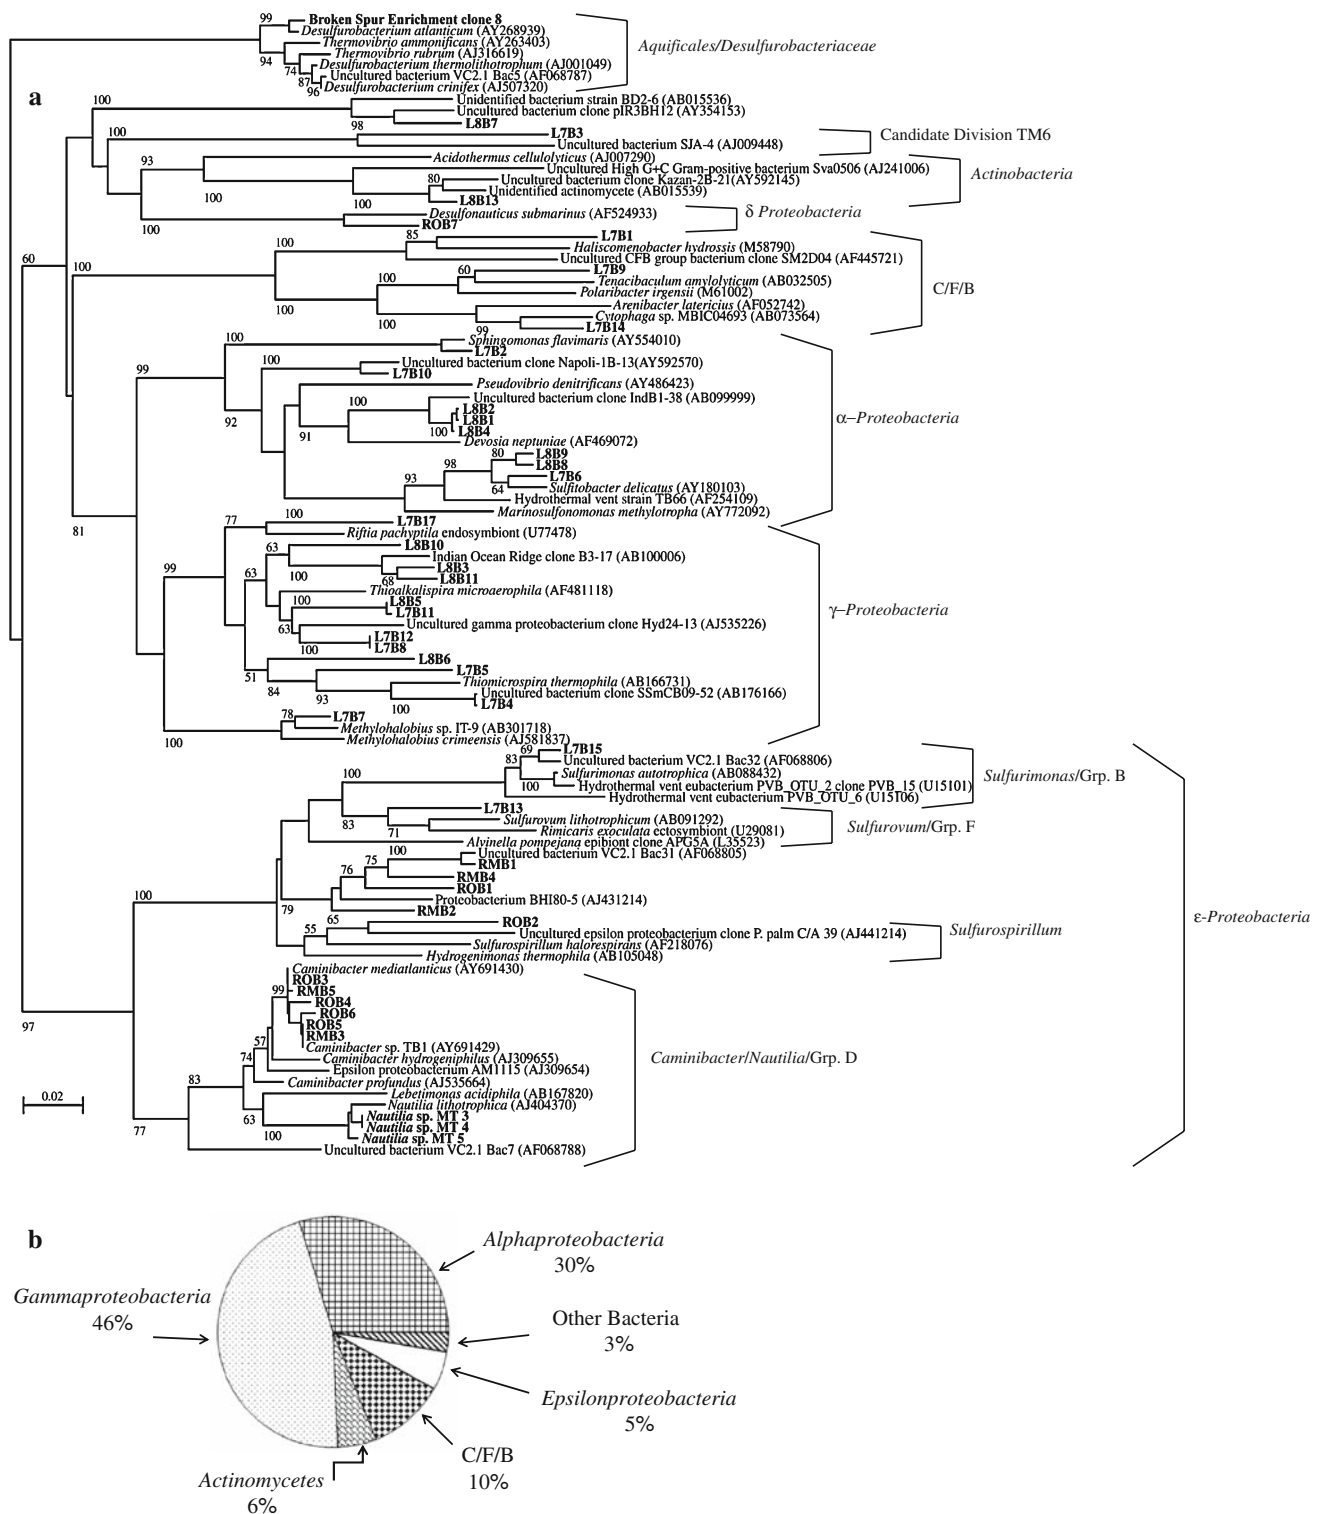 99
Broken Spur Enrichment clone 8
Desulfurobacterium atlanticum (AY268939)
Thermovibrio ammonificans (AY263403)
94
Thermovibrio rubrum (AJ316619)
Aquificales/Desulfurobacteriaceae
74
Desulfurobacterium thermolithotrophum (AJ001049)
87
Uncultured bacterium VC2.1 Bac5 (AF068787)
96
Desulfurobacterium crinifex (AJ507320)
a
100
Unidentified bacterium strain BD2-6 (AB015536)
Uncultured bacterium clone pIR3BH12 (AY354153)
98
L8B7
100
L7B3
Candidate Division TM6
Uncultured bacterium SJA-4 (AJ009448)
93
Acidothermus cellulolyticus (AJ007290)
Uncultured High G+C Gram-positive bacterium Sva0506 (AJ241006)
80
Uncultured bacterium clone Kazan-2B-21(AY592145)
Actinobacteria
100
Unidentified actinomycete (AB015539)
100
L8B13
100
Desulfonauticus submarinus (AF524933)
δ Proteobacteria
ROB7
85
L7B1
100
Haliscomenobacter hydrossis (M58790)
60
Uncultured CFB group bacterium clone SM2D04 (AF445721)
100
100
60
L7B9
Tenacibaculum amylolyticum (AB032505)
C/F/B
Polaribacter irgensii (M61002)
100
Arenibacter latericius (AF052742)
100
Cytophaga sp. MBIC04693 (AB073564)
99
L7B14
100
Sphingomonas flavimaris (AY554010)
L7B2
99
100
Uncultured bacterium clone Napoli-1B-13(AY592570)
L7B10
Pseudovibrio denitrificans (AY486423)
100
Uncultured bacterium clone IndB1-38 (AB099999)
92
L8B2
L8B1
α–Proteobacteria
91
100
L8B4
Devosia neptuniae (AF469072)
80
L8B9
98
L8B8
93
L7B6
64
Sulfitobacter delicatus (AY180103)
Hydrothermal vent strain TB66 (AF254109)
Marinosulfonomonas methylotropha (AY772092)
81
77
100
L7B17
Riftia pachyptila endosymbiont (U77478)
63
L8B10
Indian Ocean Ridge clone B3-17 (AB100006)
99
63
100
L8B3
68
L8B11
Thioalkalispira microaerophila (AF481118)
100
L8B5
L7B11
γ–Proteobacteria
63
Uncultured gamma proteobacterium clone Hyd24-13 (AJ535226)
L7B12
100
L7B8
L8B6
51
L7B5
84
Thiomicrospira thermophila (AB166731)
93
Uncultured bacterium clone SSmCB09-52 (AB176166)
100
L7B4
78
L7B7
Methylohalobius sp. IT-9 (AB301718)
100
Methylohalobius crimeensis (AJ581837)
69
L7B15
83
Uncultured bacterium VC2.1 Bac32 (AF068806)
100
Sulfurimonas autotrophica (AB088432)
Sulfurimonas/Grp. B
100
Hydrothermal vent eubacterium PVB_OTU_2 clone PVB_15 (U15101)
Hydrothermal vent eubacterium PVB_OTU_6 (U15106)
L7B13
83
Sulfurovum lithotrophicum (AB091292)
Sulfurovum/Grp. F
71
Rimicaris exoculata ectosymbiont (U29081)
Alvinella pompejana epibiont clone APG5A (L35523)
100
Uncultured bacterium VC2.1 Bac31 (AF068805)
75
RMB1
76
RMB4
ROB1
100
Proteobacterium BHI80-5 (AJ431214)
79
RMB2
65
ROB2
ε-Proteobacteria
55
Uncultured epsilon proteobacterium clone P. palm C/A 39 (AJ441214)
Sulfurospirillum
Sulfurospirillum halorespirans (AF218076)
Hydrogenimonas thermophila (AB105048)
Caminibacter mediatlanticus (AY691430)
ROB3
99
RMB5
ROB4
ROB6
97
ROB5
RMB3
57
Caminibacter sp. TB1 (AY691429)
74
Caminibacter hydrogeniphilus (AJ309655)
Caminibacter/Nautilia/Grp. D
Epsilon proteobacterium AM1115 (AJ309654)
83
Caminibacter profundus (AJ535664)
0.02
Lebetimonas acidiphila (AB167820)
63
Nautilia lithotrophica (AJ404370)
Nautilia sp. MT 3
77
Nautilia sp. MT 4
100
Nautilia sp. MT 5
Uncultured bacterium VC2.1 Bac7 (AF068788)
b
Alphaproteobacteria
30%
Gammaproteobacteria
46%
Other Bacteria
3%
Epsilonproteobacteria
5%
C/F/B
10%
Actinomycetes
6%